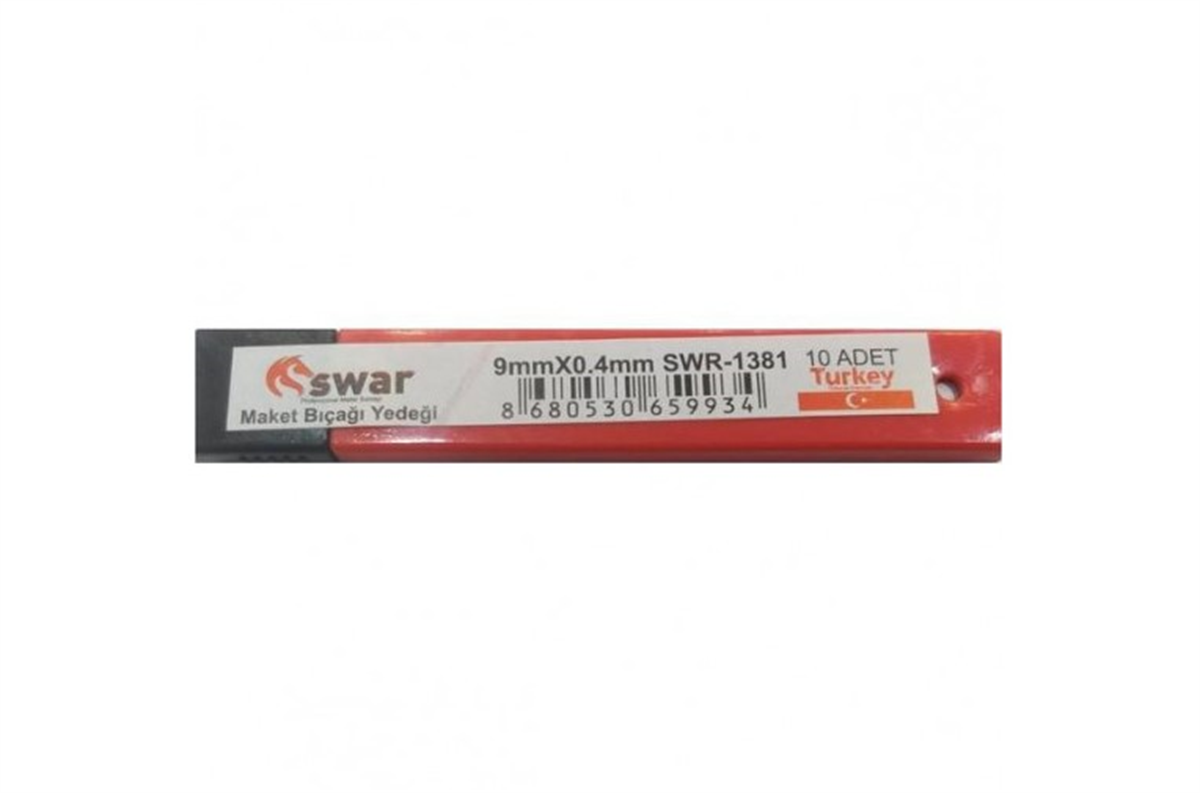 swar
Maket Bıçağı Yedeği
9mmX0.4mm SWR-1381
8 680530 659934
10 ADET
Turkey